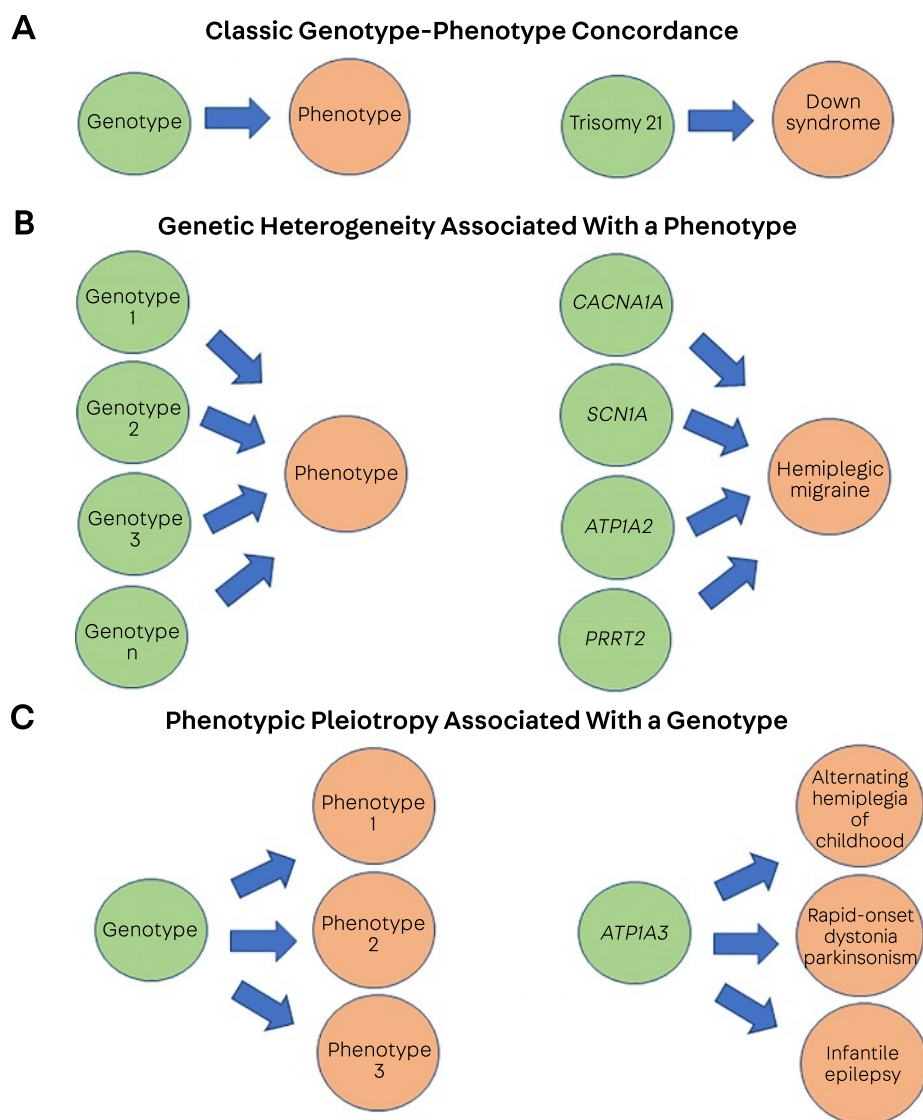 A
Classic Genotype-Phenotype Concordance
Genotype
Phenotype
Trisomy 21
Down
syndrome
B
Genetic Heterogeneity Associated With a Phenotype
Genotype
1
Genotype
2
Genotype
3
Genotype
n
Phenotype
CACNA1A
SCN1A
ATP1A2
PRRT2
Hemiplegic
migraine
C
Phenotypic Pleiotropy Associated With a Genotype
Genotype
Phenotype
1
Phenotype
2
Phenotype
3
ATP1A3
Alternating
hemiplegia
of
childhood
Rapid-onset
dystonia
parkinsonism
Infantile
epilepsy